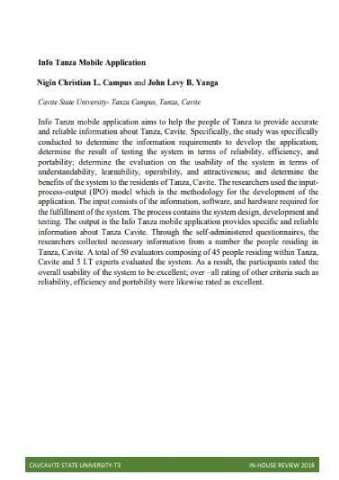 Info Tanza Mobile Application
Nigin Christian L. Campus and John Levy B. Yanga
Cavite State University- Tanza Campus, Tanza, Cavite
Info Tanza mobile application aims to help the people of Tanza to provide accurate
and reliable information about Tanza, Cavite. Specifically, the study was specifically
conducted to determine the information requirements to develop the application;
determine the result of testing the system in terms of reliability, efficiency, and
portability; determine the evaluation on the usability of the system in terms of
understandability, learnability, operability, and attractiveness; and determine the
benefits of the system to the residents of Tanza, Cavite. The researchers used the input-
process-output (IPO) model which is the methodology for the development of the
application. The input consists of the information, software, and hardware required for
the fulfillment of the system. The process contains the system design, development and
testing. The output is the Info Tanza mobile application provides specific and reliable
information about Tanza Cavite. Through the self-administered questionnaires, the
researchers collected necessary information from a number the people residing in
Tanza, Cavite. A total of 50 evaluators composing of 45 people residing within Tanza,
Cavite and 5 I.T experts evaluated the system. As a result, the participants rated the
overall usability of the system to be excellent; over –all rating of other criteria such as
reliability, efficiency and portability were likewise rated as excellent.
CAVCAVITE STATE UNIVERSITY-T3 IN-HOUSE REVIEW 2018